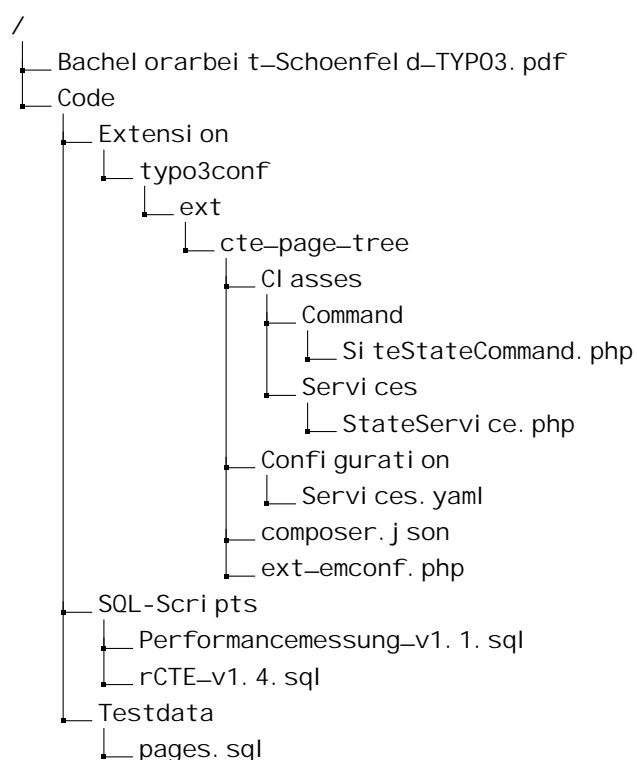 /
Bachelorarbeit_Schoenfeld_TYPO3.pdf
Code
Extension
typo3conf
ext
cte_page_tree
Classes
Command
SiteStateCommand.php
Services
StateService.php
Configuration
Services.yaml
composer.json
ext_emconf.php
SQL-Scripts
Performancemessung_v1.1.sql
rCTE_v1.4.sql
Testdata
pages.sql